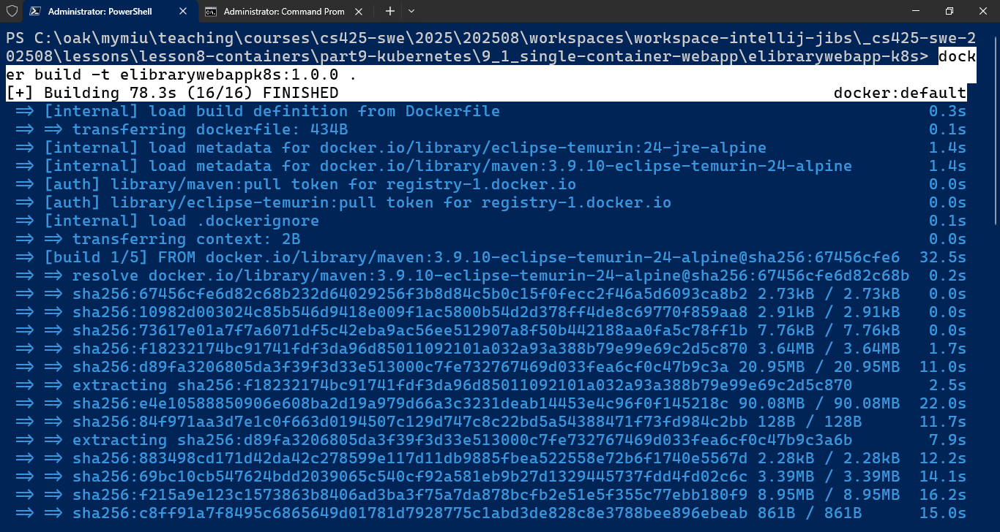 Administrator: PowerShell
Administrator: Command Prom
PS C:\oak\mymiu\teaching\courses\cs425-swe\2025\202508\workspaces\workspace-intellij-jibs\_cs425-swe-2
02508\lessons\lesson8-containers\part9-kubernetes\9_1_single-container-webapp\elibrarywebapp-k8s> dock
er build -t elibrarywebappk8s:1.0.0 .
[+] Building 78.3s (16/16) FINISHED docker:default
=> [internal] load build definition from Dockerfile 0.3s
=> => transferring dockerfile: 434B 0.1s
=> [internal] load metadata for docker.io/library/eclipse-temurin:24-jre-alpine 1.4s
=> [internal] load metadata for docker.io/library/maven:3.9.10-eclipse-temurin-24-alpine 1.4s
=> [auth] library/maven:pull token for registry-1.docker.io 0.0s
=> [auth] library/eclipse-temurin:pull token for registry-1.docker.io 0.0s
=> [internal] load .dockerignore 0.1s
=> => transferring context: 2B 0.0s
=> [build 1/5] FROM docker.io/library/maven:3.9.10-eclipse-temurin-24-alpine@sha256:67456cfe6 32.5s
=> => resolve docker.io/library/maven:3.9.10-eclipse-temurin-24-alpine@sha256:67456cfe6d82c68b 0.2s
=> => sha256:67456cfe6d82c68b232d64029256f3b8d84c5b0c15f0fecc2f46a5d6093ca8b2 2.73kB / 2.73kB 0.0s
=> => sha256:10982d003024c85b546d9418e009f1ac5800b54d2d378ff4de8c69770f859aa8 2.91kB / 2.91kB 0.0s
=> => sha256:73617e01a7f7a6071df5c42eba9ac56ee512907a8f50b442188aa0fa5c78ff1b 7.76kB / 7.76kB 0.0s
=> => sha256:f18232174bc91741fdf3da96d85011092101a032a93a388b79e99e69c2d5c870 3.64MB / 3.64MB 1.7s
=> => sha256:d89fa3206805da3f39f3d33e513000c7fe732767469d033fea6cf0c47b9c3a 20.95MB / 20.95MB 11.0s
=> => extracting sha256:f18232174bc91741fdf3da96d85011092101a032a93a388b79e99e69c2d5c870 2.5s
=> => sha256:e4e10588850906e608ba2d19a979d66a3c3231deab14453e4c96f0f145218c 90.08MB / 90.08MB 22.0s
=> => sha256:84f971aa3d7e1c0f663d0194507c129d747c8c22bd5a54388471f73fd984c2bb 128B / 128B 11.7s
=> => extracting sha256:d89fa3206805da3f39f3d33e513000c7fe732767469d033fea6cf0c47b9c3a6b 7.9s
=> => sha256:883498cd171d42da42c278599e117d11db9885fbea522558e72b6f1740e5567d 2.28kB / 2.28kB 12.2s
=> => sha256:69bc10cb547624bdd2039065c540cf92a581eb9b27d1329445737fdd4fd02c6c 3.39MB / 3.39MB 14.1s
=> => sha256:f215a9e123c1573863b8406ad3ba3f75a7da878bcfb2e51e5f355c77ebb180f9 8.95MB / 8.95MB 16.2s
=> => sha256:c8ff91a7f8495c6865649d01781d7928775c1abd3de828c8e3788bee896ebeab 861B / 861B 15.0s